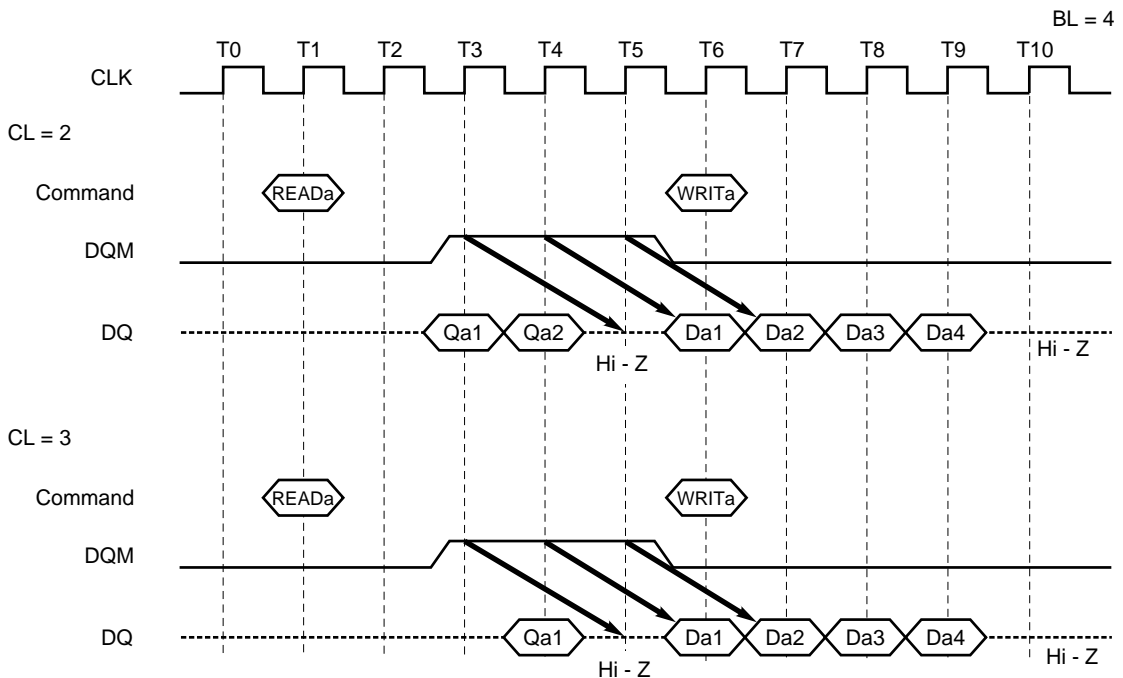 BL = 4
T0 T1 T2 T3 T4 T5 T6 T7 T8 T9 T10
CLK
CL = 2
Command READa WRITa
DQM
DQ Qa1 Qa2 Da1 Da2 Da3 Da4
Hi - Z Hi - Z
CL = 3
Command READa WRITa
DQM
DQ Qa1 Da1 Da2 Da3 Da4
Hi - Z Hi - Z